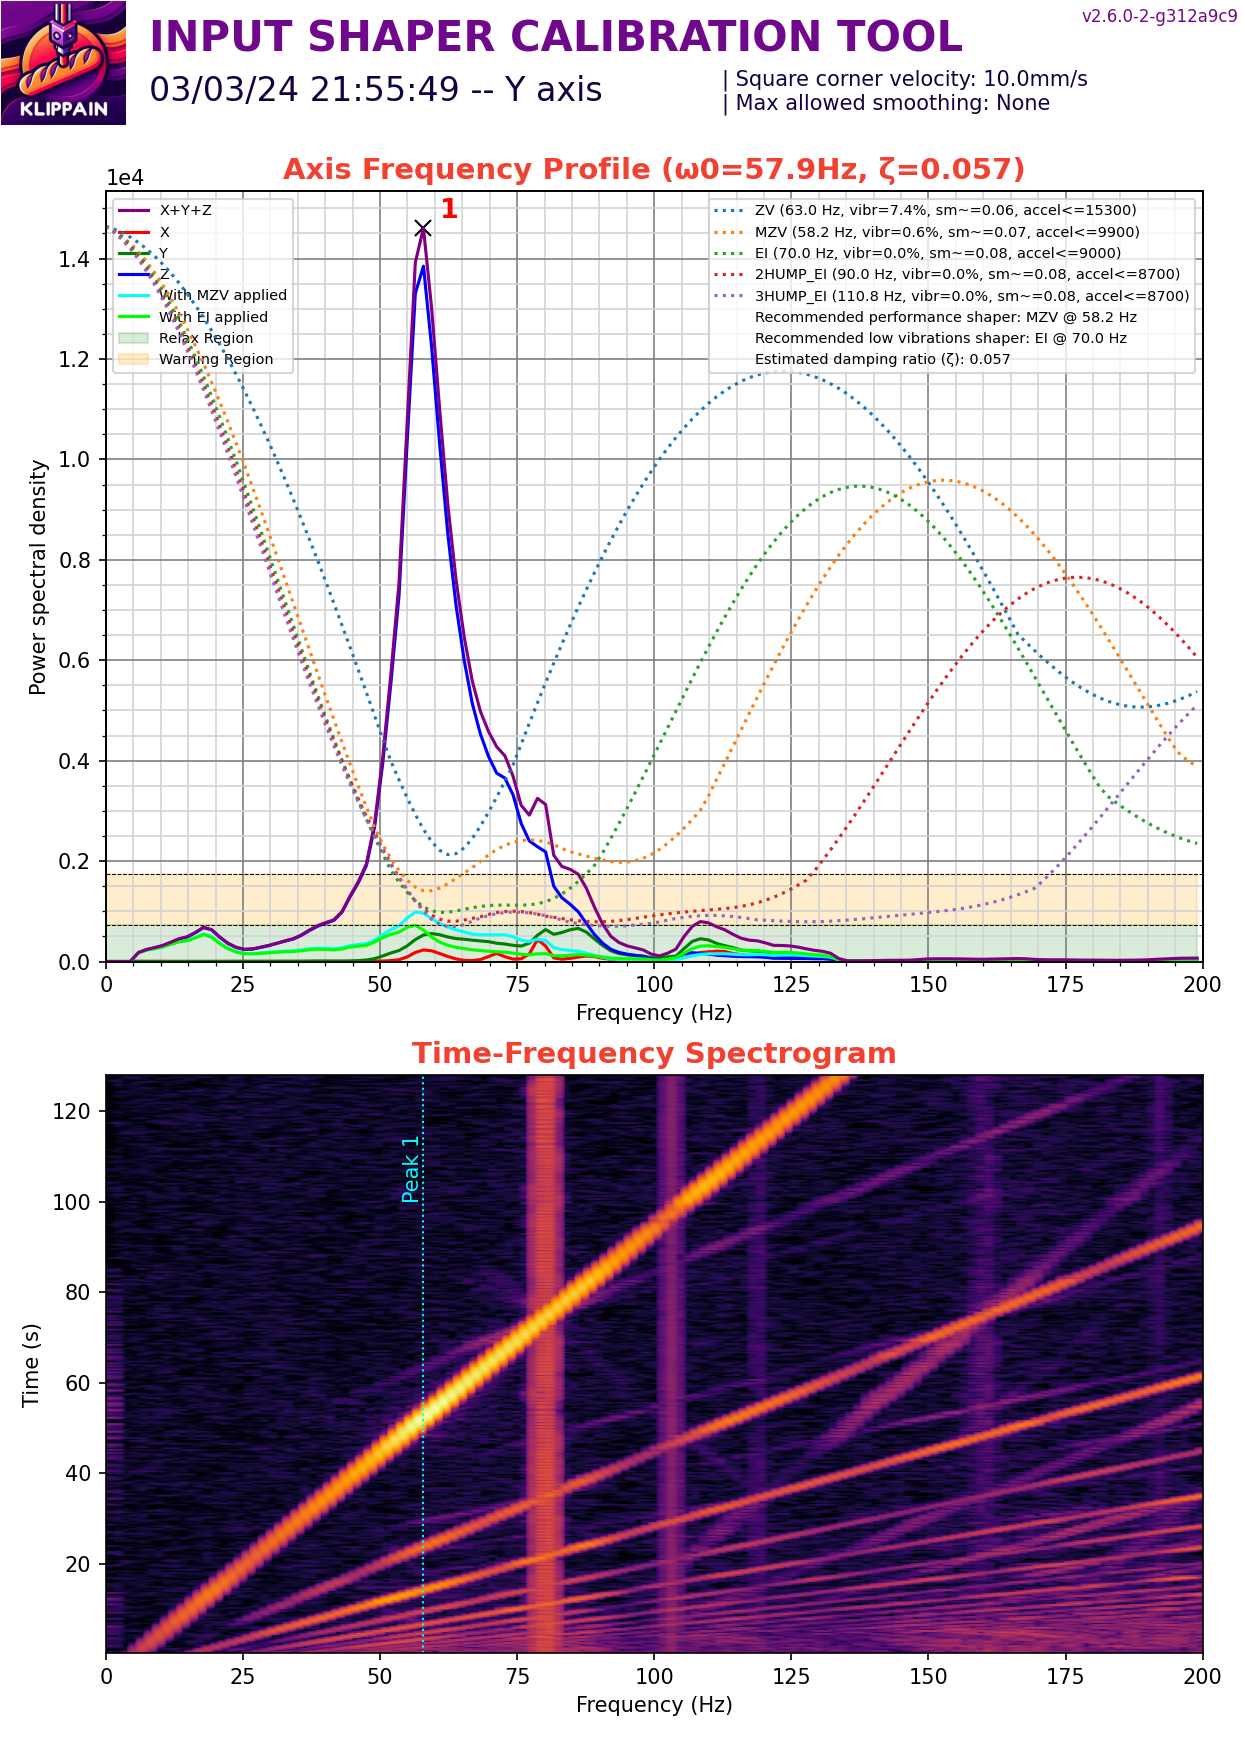 v2.6.0-2-g312a9c9
INPUT SHAPER CALIBRATION TOOL
03/03/24 21:55:49 -- Y axis
| Square corner velocity: 10.0mm/s
| Max allowed smoothing: None
KLIPPAIN
Axis Frequency Profile (ω0=57.9Hz, ζ=0.057)
1e4
1
X+Y+Z
X
Y
Z
With MZV applied
With EI applied
Relax Region
Warning Region
ZV (63.0 Hz, vibr=7.4%, sm~=0.06, accel<=15300)
MZV (58.2 Hz, vibr=0.6%, sm~=0.07, accel<=9900)
EI (70.0 Hz, vibr=0.0%, sm~=0.08, accel<=9000)
2HUMP_EI (90.0 Hz, vibr=0.0%, sm~=0.08, accel<=8700)
3HUMP_EI (110.8 Hz, vibr=0.0%, sm~=0.08, accel<=8700)
Recommended performance shaper: MZV @ 58.2 Hz
Recommended low vibrations shaper: EI @ 70.0 Hz
Estimated damping ratio (ζ): 0.057
Power spectral density
1.4
1.2
1.0
0.8
0.6
0.4
0.2
0.0
0 25 50 75 100 125 150 175 200
Frequency (Hz)
Time-Frequency Spectrogram
Peak 1
Time (s)
120
100
80
60
40
20
0 25 50 75 100 125 150 175 200
Frequency (Hz)